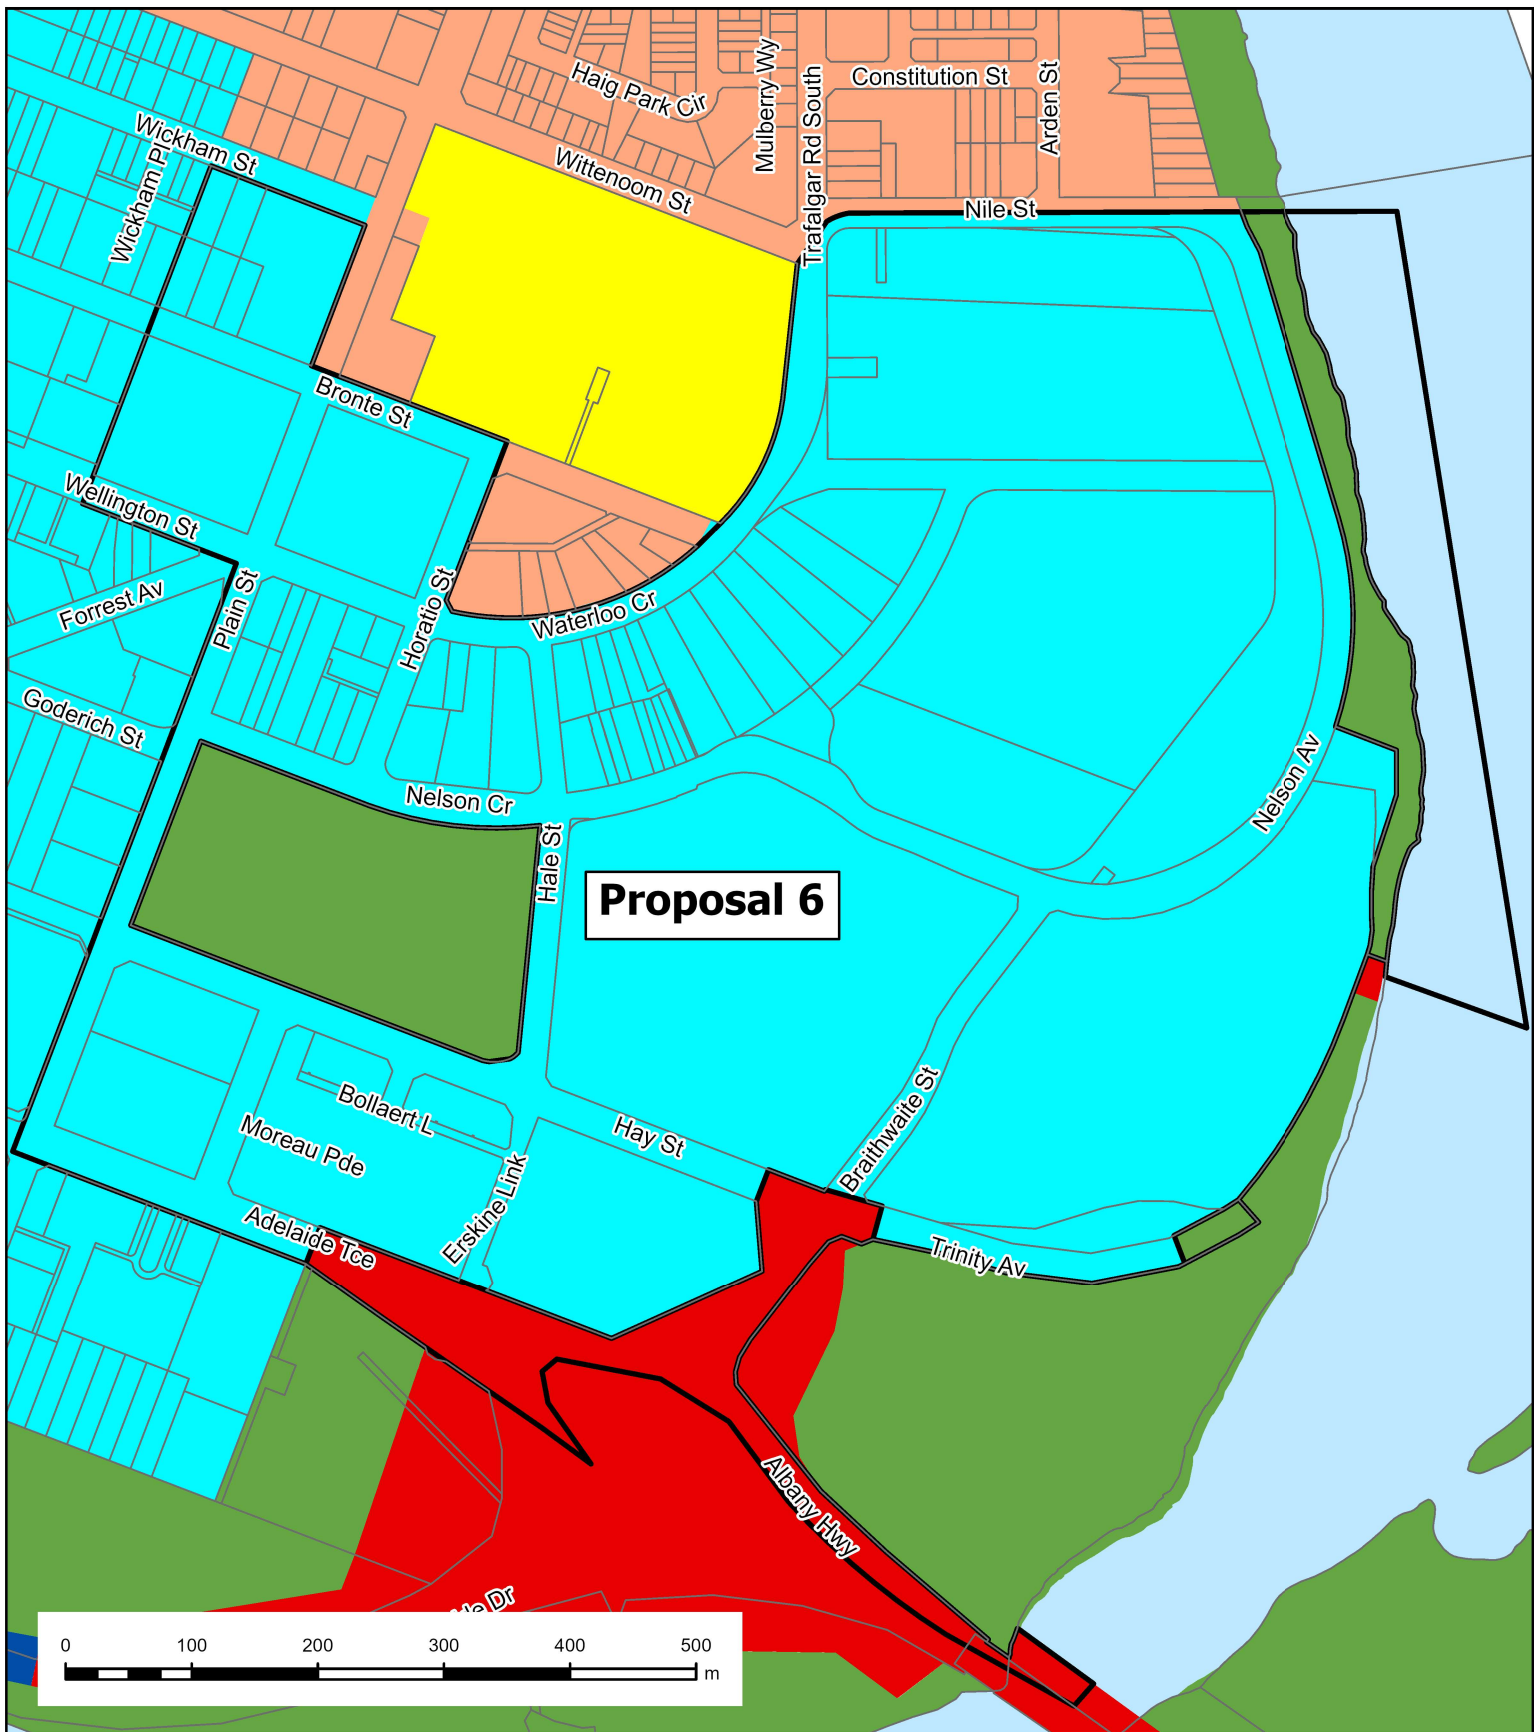 Haig Park Cir
Mulberry Wy
Trafalgar Rd South
Constitution St
Arden St
Wickham St
Wickham Pl
Wittenoom St
Nile St
Bronte St
Wellington St
Forrest Av
Plain St
Horatio St
Waterloo Cr
Goderich St
Nelson Cr
Nelson Av
Hale St
Proposal 6
Bollaert L
Moreau Pde
Hay St
Braithwaite St
Erskine Link
Adelaide Tce
Trinity Av
Albany Hwy
Dr
0 100 200 300 400 500
m